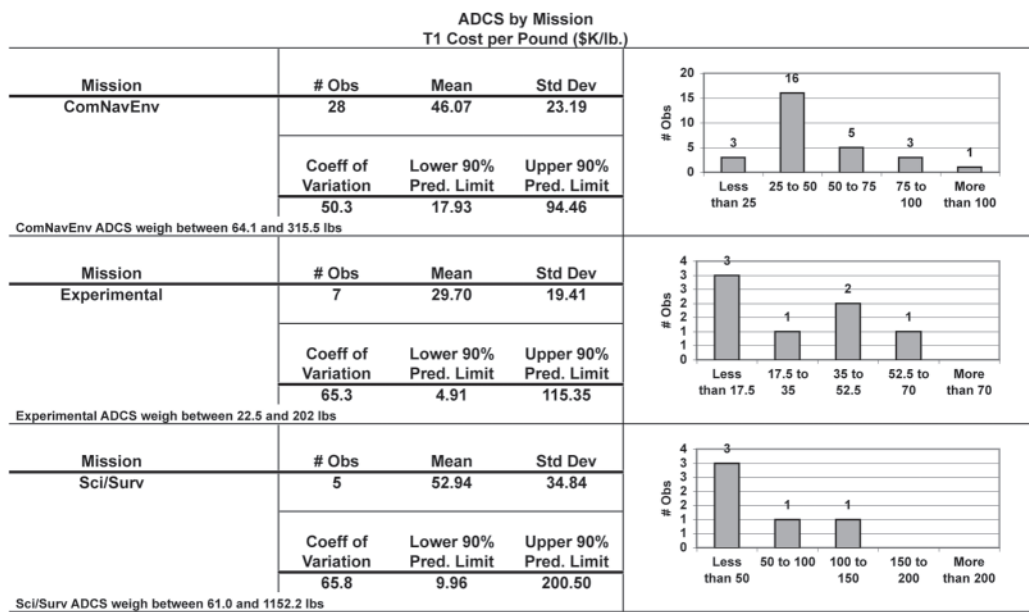 ADCS by Mission
T1 Cost per Pound ($K/lb.)
Mission # Obs Mean Std Dev
ComNavEnv 28 46.07 23.19
Coeff of Lower 90% Upper 90%
Variation Pred. Limit Pred. Limit
50.3 17.93 94.46
ComNavEnv ADCS weigh between 64.1 and 315.5 lbs
# Obs
20
15
10
5
0
3 16 5 3 1
Less 25 to 50 50 to 75 75 to More
than 25 100 than 100
Mission # Obs Mean Std Dev
Experimental 7 29.70 19.41
Coeff of Lower 90% Upper 90%
Variation Pred. Limit Pred. Limit
65.3 4.91 115.35
Experimental ADCS weigh between 22.5 and 202 lbs
# Obs
4
3
3
2
2
1
1
0
3 1 2 1
Less 17.5 to 35 to 52.5 to More
than 17.5 35 52.5 70 than 70
Mission # Obs Mean Std Dev
Sci/Surv 5 52.94 34.84
Coeff of Lower 90% Upper 90%
Variation Pred. Limit Pred. Limit
65.8 9.96 200.50
Sci/Surv ADCS weigh between 61.0 and 1152.2 lbs
# Obs
4
3
3
2
2
1
1
0
3 1 1
Less 50 to 100 100 to 150 to More
than 50 150 200 than 200